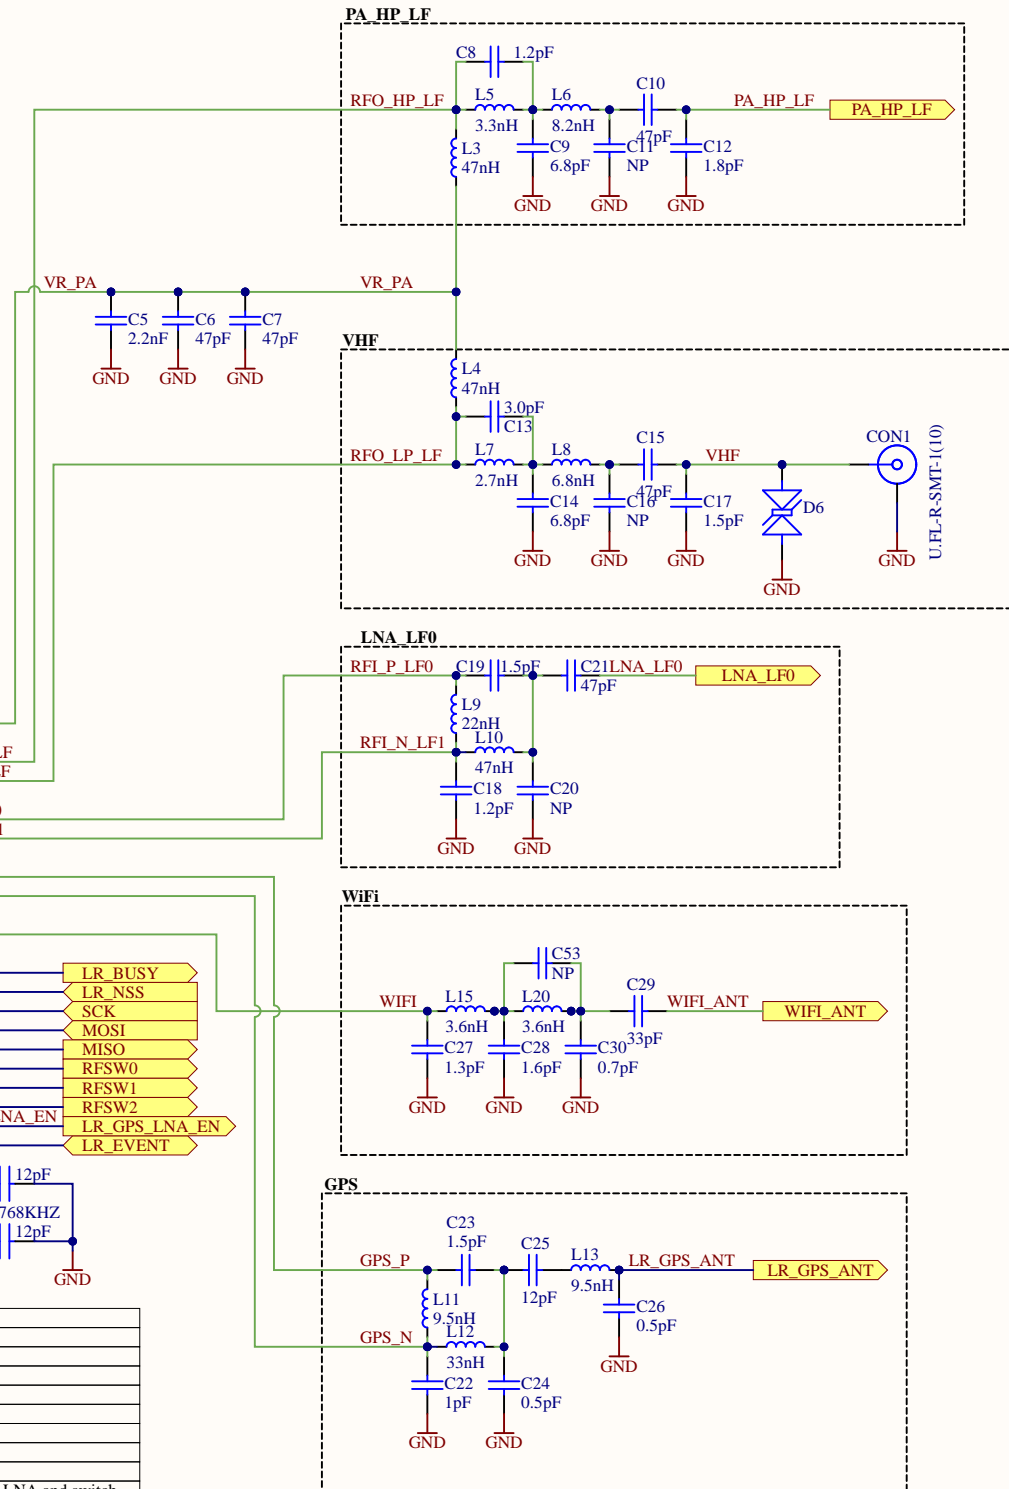 PA_HP_LF
C8
1.2pF
RFO_HP_LF
L5
3.3nH
L6
8.2nH
C10
47pF
PA_HP_LF
PA_HP_LF
L3
47nH
C9
6.8pF
C11
NP
C12
1.8pF
GND
GND
GND
VR_PA
VR_PA
C5
2.2nF
C6
47pF
C7
47pF
GND
GND
GND
VHF
L4
47nH
3.0pF
C13
RFO_LP_LF
L7
2.7nH
L8
6.8nH
C15
47pF
VHF
CON1
U.FL-R-SMT-1(10)
C14
6.8pF
C16
NP
C17
1.5pF
D6
GND
GND
GND
GND
GND
LNA_LF0
RFI_P_LF0
C19
1.5pF
C21
47pF
LNA_LF0
LNA_LF0
L9
22nH
RFI_N_LF1
L10
47nH
C18
1.2pF
C20
NP
GND
GND
LF
F
WiFi
C53
NP
WIFI
L15
3.6nH
L20
3.6nH
C29
33pF
WIFI_ANT
WIFI_ANT
C27
1.3pF
C28
1.6pF
C30
0.7pF
GND
GND
GND
LR_BUSY
LR_NSS
SCK
MOSI
MISO
RFSW0
RFSW1
RFSW2
NA_EN
LR_GPS_LNA_EN
LR_EVENT
12pF
768KHZ
12pF
GND
GPS
C23
1.5pF
GPS_P
C25
12pF
L13
9.5nH
LR_GPS_ANT
LR_GPS_ANT
L11
9.5nH
C26
0.5pF
GND
GPS_N
L12
33nH
C22
1pF
C24
0.5pF
GND
GND
LNA and switch